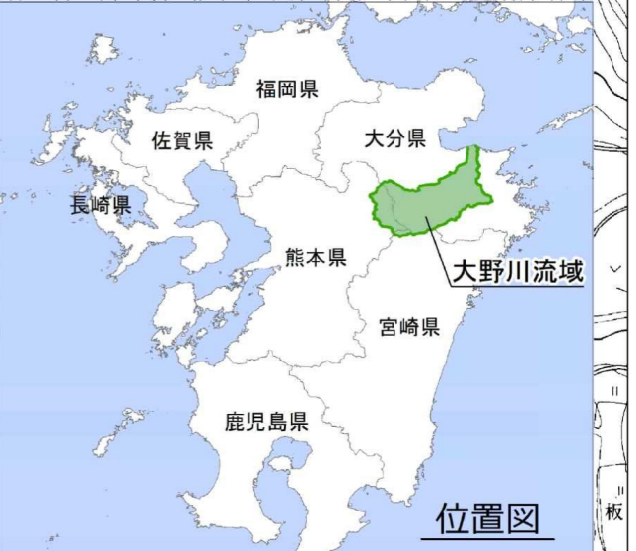 福岡県
佐賀県
大分県
長崎県
熊本県
大野川流域
宮崎県
鹿児島県
位置図
板